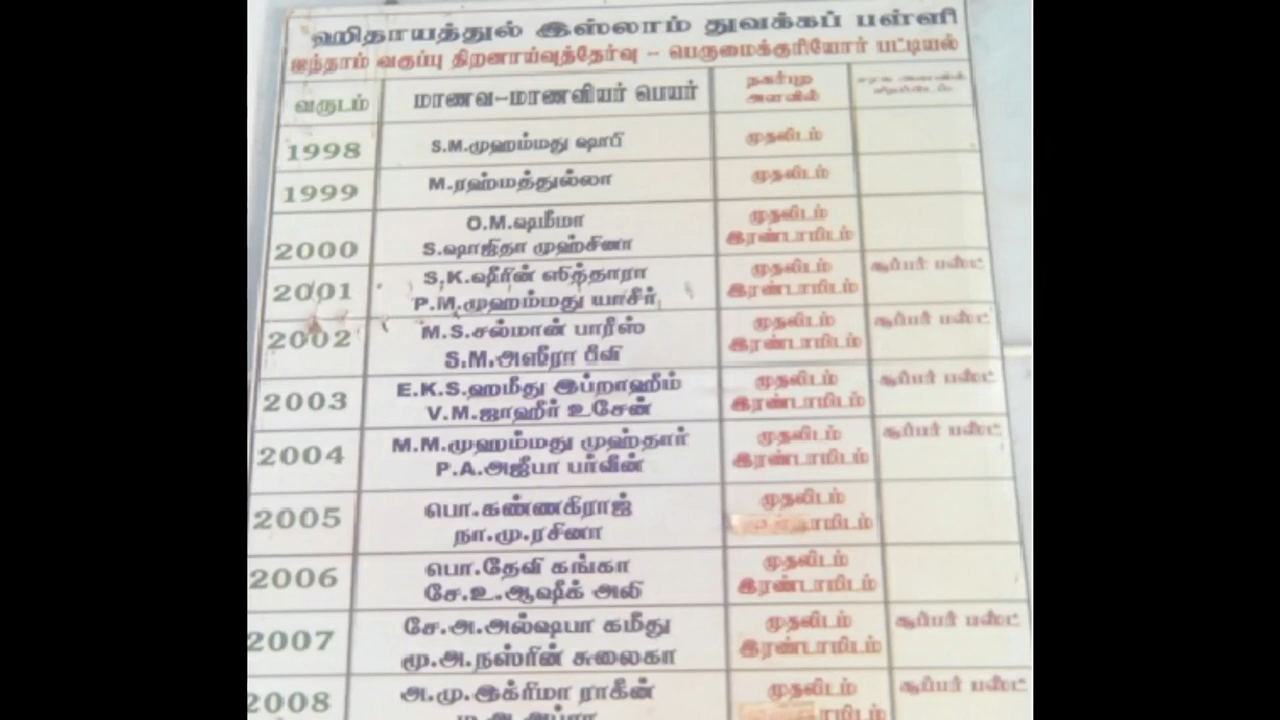 ஹிதாயத்துல் இஸ்லாம் துவக்கப் பள்ளி
ஐந்தாம் வகுப்பு திறனாய்வுத்தேர்வு - பெருமைக்குரியோர் பட்டியல்
வருடம் மாணவ-மாணவியர் பெயர் நகர்புற
அளவில்
1998 S.M.முஹம்மது ஷாபி முதலிடம்
1999 M.ரஹ்மத்துல்லா முதலிடம்
2000 O.M.ஷமீமா முதலிடம்
S.ஷாஜிதா முஹ்சினா இரண்டாமிடம்
2001 S.K.ஷீரின் ஸித்தாரா முதலிடம் சூப்பர் பஸ்ட்
P.M.முஹம்மது யாசீர் இரண்டாமிடம்
2002 M.S.சல்மான் பாரீஸ் முதலிடம் சூப்பர் பஸ்ட்
S.M.அஸீரா பீவி இரண்டாமிடம்
2003 E.K.S.ஹமீது இப்றாஹீம் முதலிடம் சூப்பர் பஸ்ட்
V.M.ஜாஹீர் உசேன் இரண்டாமிடம்
2004 M.M.முஹம்மது முஹ்தார் முதலிடம் சூப்பர் பஸ்ட்
P.A.அஜீபா பர்வீன் இரண்டாமிடம்
2005 பொ.கண்ணகிராஜ் முதலிடம்
நா.மு.ரசினா
2006 பொ.தேவி கங்கா முதலிடம்
சே.உ.ஆஷீக் அலி இரண்டாமிடம்
2007 சே.அ.அல்ஷபா கமீது முதலிடம் சூப்பர் பஸ்ட்
மூ.அ.நஸ்ரின் சுலைகா இரண்டாமிடம்
2008 அ.மு.இக்ரிமா ராகீன் முதலிடம் சூப்பர் பஸ்ட்